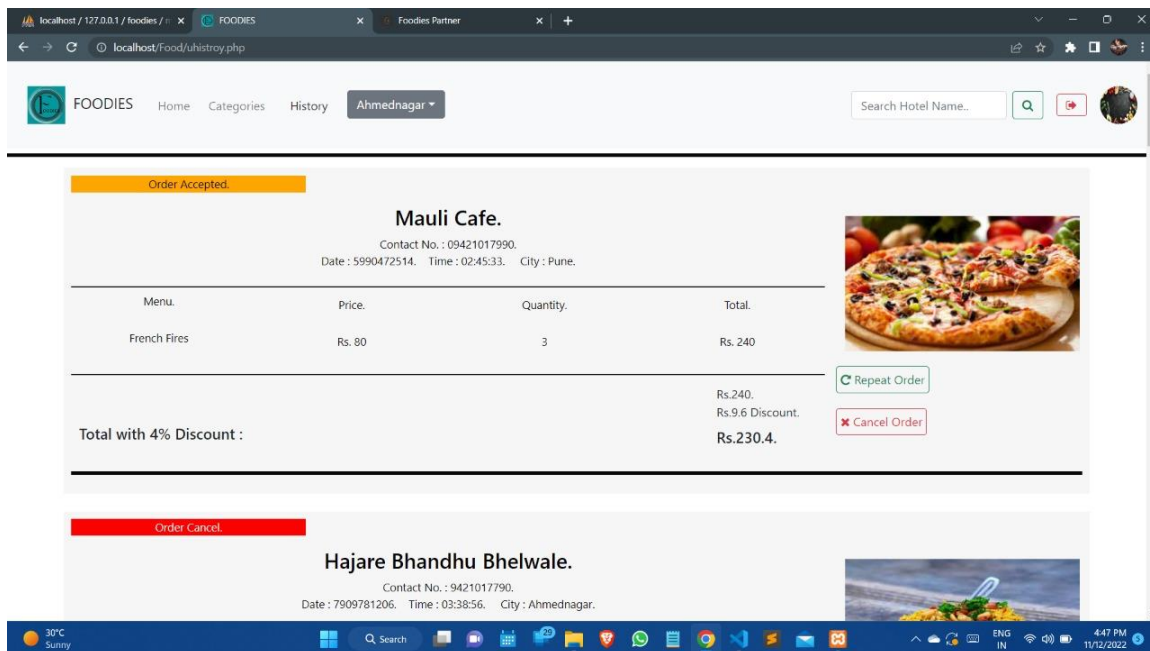 localhost / 127.0.0.1 / foodies / 
FOODIES
Foodies Partner
localhost/Food/uhistroy.php
FOODIES Home Categories History Ahmednagar Search Hotel Name..
Order Accepted.
Mauli Cafe.
Contact No. : 09421017990.
Date : 5990472514. Time : 02:45:33. City : Pune.
Menu. Price. Quantity. Total.
French Fires Rs. 80 3 Rs. 240
Repeat Order
Rs.240.
Rs.9.6 Discount.
Cancel Order
Total with 4% Discount : Rs.230.4.
Order Cancel.
Hajare Bhandhu Bhelwale.
Contact No. : 9421017790.
Date : 7909781206. Time : 03:38:56. City : Ahmednagar.
30°C
Sunny
Search
ENG
IN
4:47 PM
11/12/2022